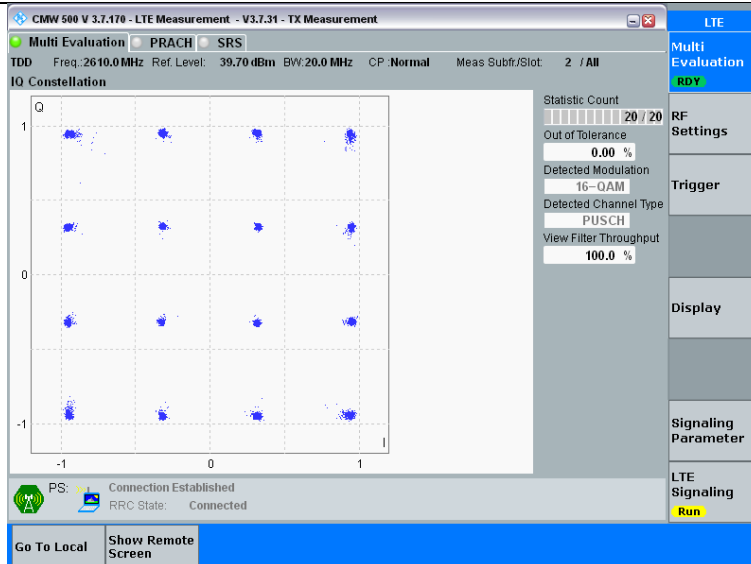 CMW 500 V 3.7.170 - LTE Measurement - V3.7.31 - TX Measurement
LTE
Multi Evaluation PRACH SRS
TDD Freq.:2610.0 MHz Ref. Level: 39.70 dBm BW:20.0 MHz CP :Normal Meas Subfr./Slot: 2 / All
IQ Constellation
Q
1
0
-1
-1 0 1
I
Statistic Count
20 / 20
Out of Tolerance
0.00 %
Detected Modulation
16-QAM
Detected Channel Type
PUSCH
View Filter Throughput
100.0 %
Multi
Evaluation
RDY
RF
Settings
Trigger
Display
Signaling
Parameter
LTE
Signaling
Run
PS: Connection Established
RRC State: Connected
Go To Local
Show Remote
Screen